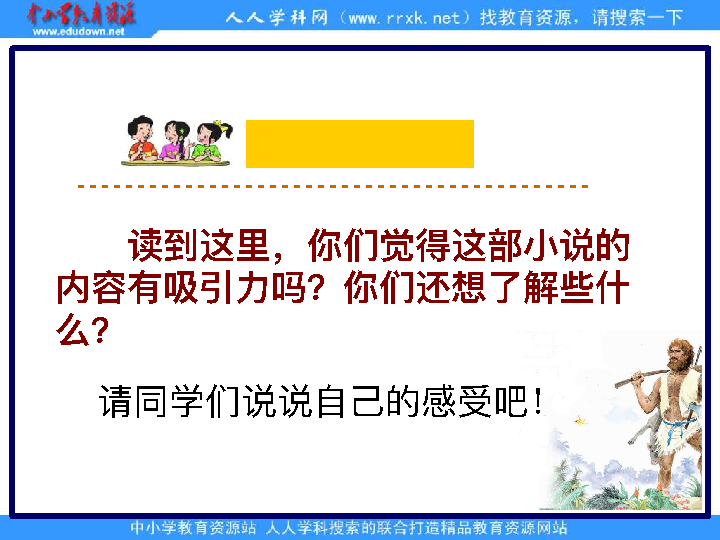 中小学教育资源
www.edudown.net
人人学科网（www.rrxk.net）找教育资源，请搜索一下
读到这里，你们觉得这部小说的
内容有吸引力吗？你们还想了解些什
么？
请同学们说说自己的感受吧！
中小学教育资源站 人人学科搜索的联合打造精品教育资源网站